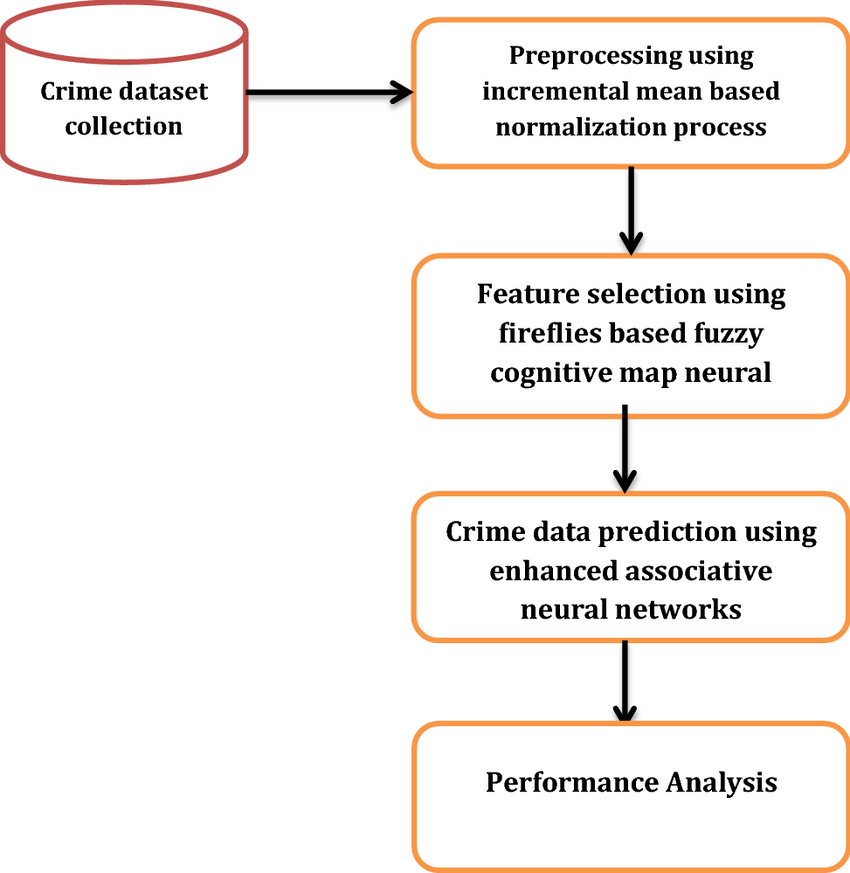 Crime dataset
collection
Preprocessing using
incremental mean based
normalization process
Feature selection using
fireflies based fuzzy
cognitive map neural
Crime data prediction using
enhanced associative
neural networks
Performance Analysis